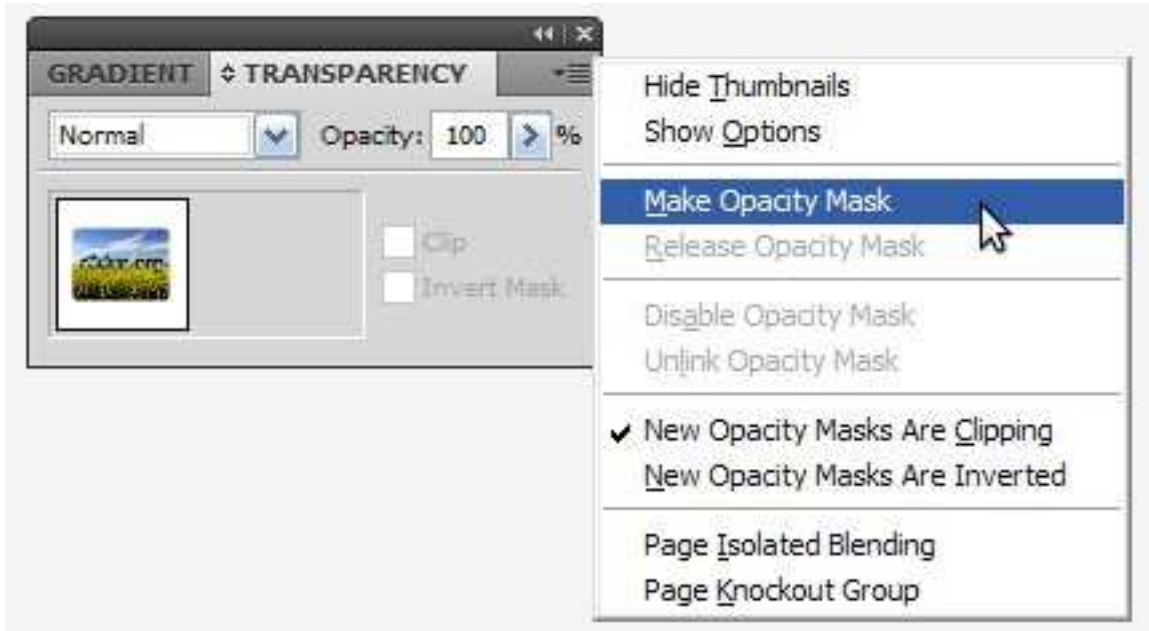 GRADIENT TRANSPARENCY
Normal Opacity: 100 %
Clip
Invert Mask
Hide Thumbnails
Show Options
Make Opacity Mask
Release Opacity Mask
Disable Opacity Mask
Unlink Opacity Mask
New Opacity Masks Are Clipping
New Opacity Masks Are Inverted
Page Isolated Blending
Page Knockout Group